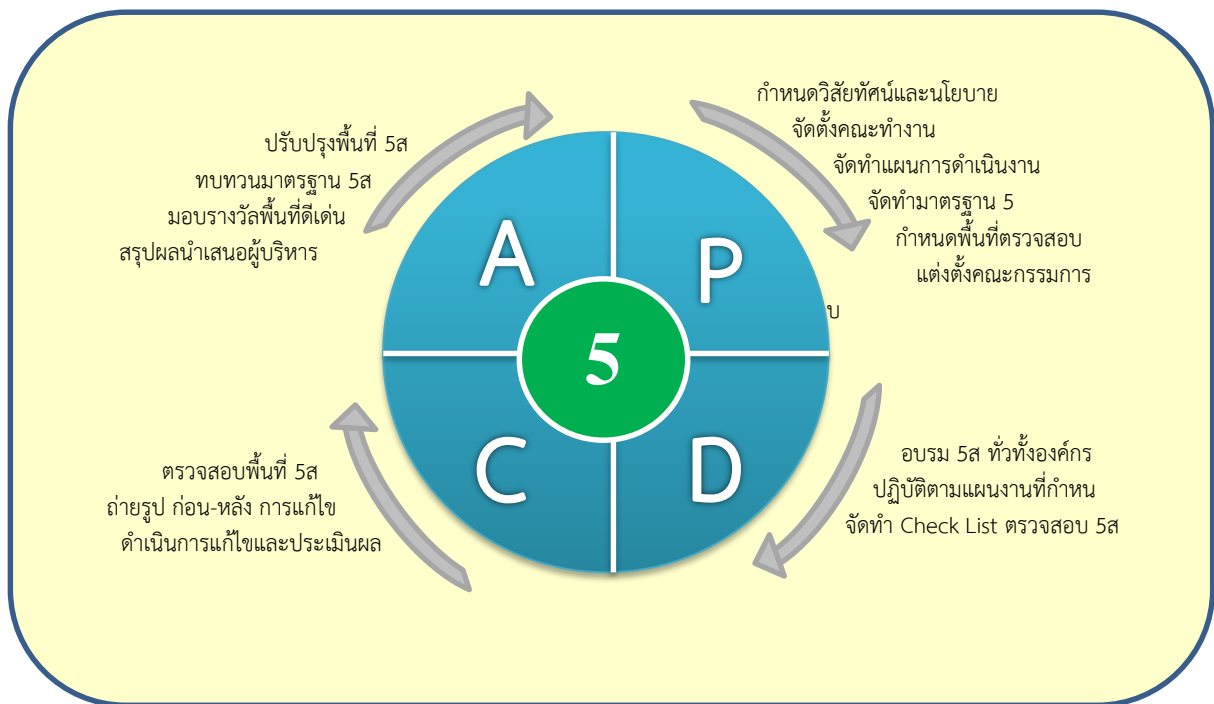 กำหนดวิสัยทัศน์และนโยบาย
จัดตั้งคณะทำงาน
จัดทำแผนการดำเนินงาน
จัดทำมาตรฐาน 5
กำหนดพื้นที่ตรวจสอบ
แต่งตั้งคณะกรรมการ
บ
ปรับปรุงพื้นที่ 5ส
ทบทวนมาตรฐาน 5ส
มอบรางวัลพื้นที่ดีเด่น
สรุปผลนำเสนอผู้บริหาร
A
P
5
C
D
ตรวจสอบพื้นที่ 5ส
ถ่ายรูป ก่อน-หลัง การแก้ไข
ดำเนินการแก้ไขและประเมินผล
อบรม 5ส ทั่วทั้งองค์กร
ปฏิบัติตามแผนงานที่กำหน
จัดทำ Check List ตรวจสอบ 5ส